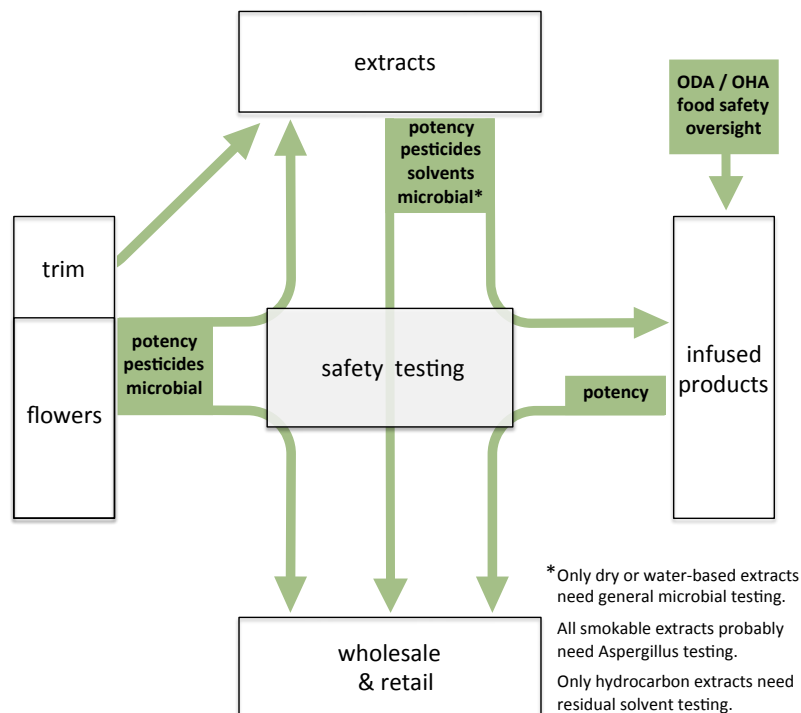 extracts
ODA / OHA
food safety
oversight
potency
pesticides
solvents
microbial*
trim
flowers
potency
pesticides
microbial
safety testing
infused
products
potency
wholesale
& retail
*Only dry or water-based extracts
need general microbial testing.
All smokable extracts probably
need Aspergillus testing.
Only hydrocarbon extracts need
residual solvent testing.